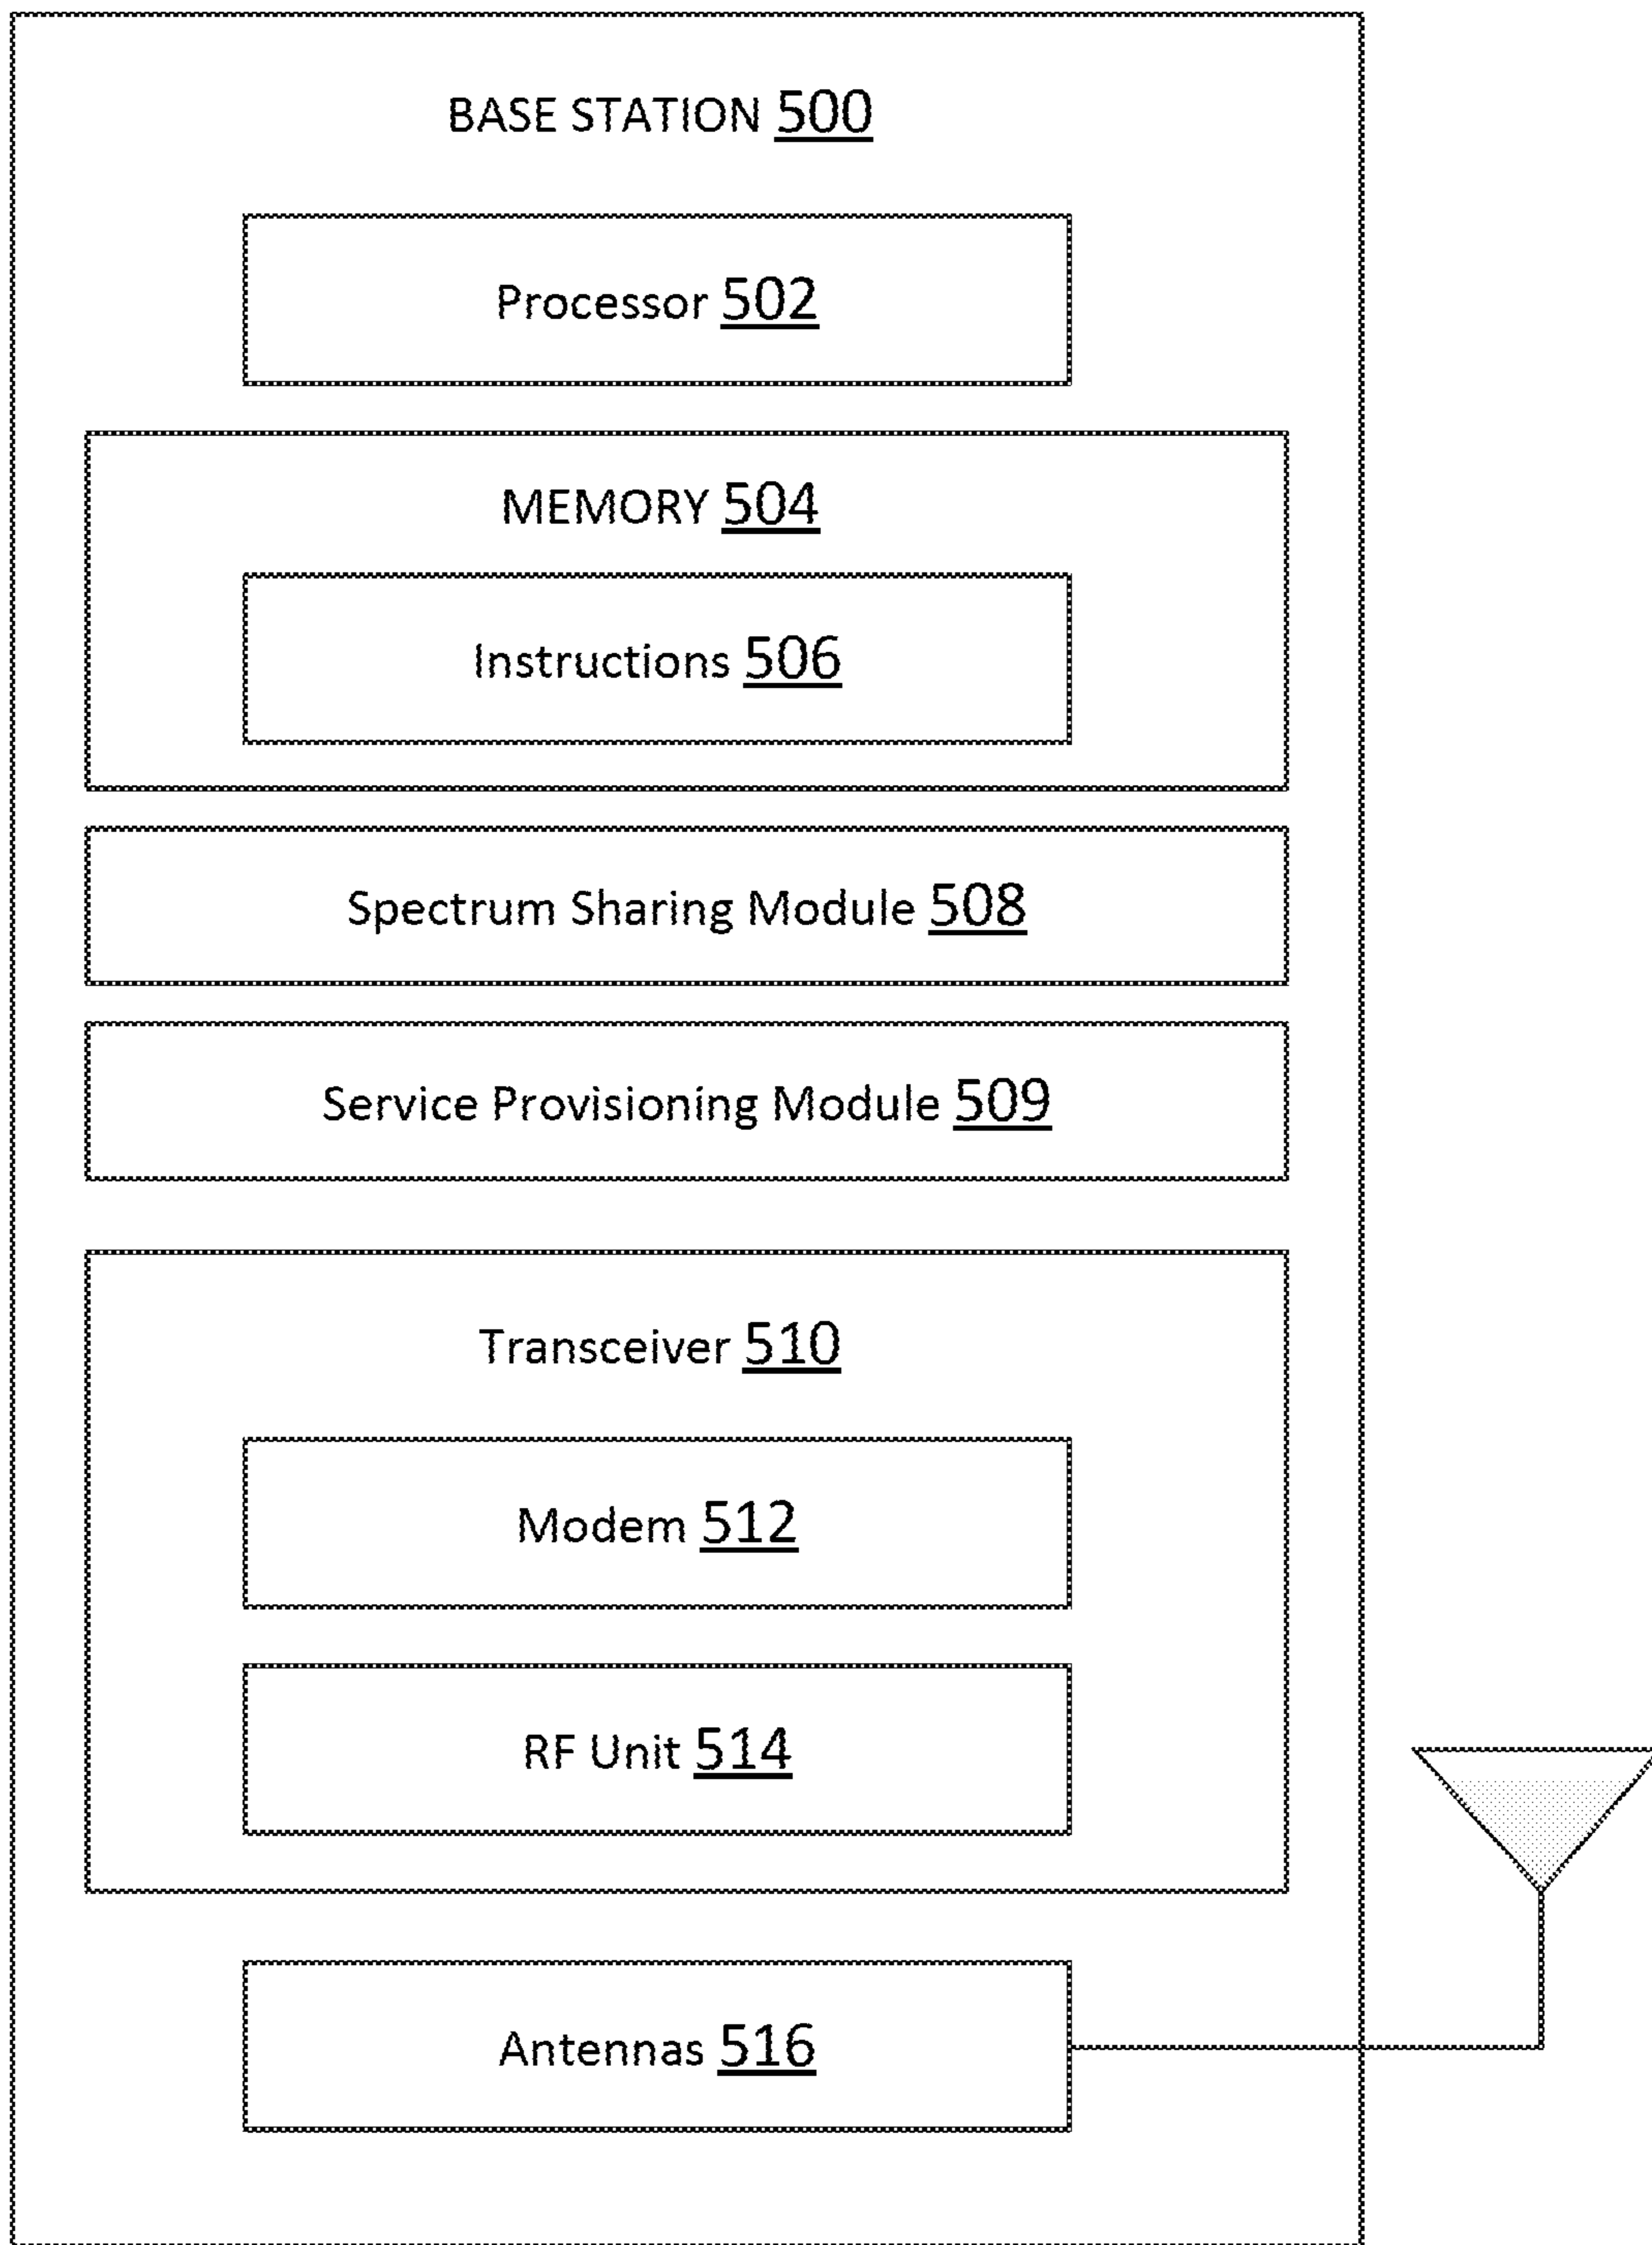 BASE STATION 500
Processor 502
MEMORY 504
Instructions 506
Spectrum Sharing Module 508
Service Provisioning Module 509
Transceiver 510
Modem 512
RF Unit 514
Antennas 516